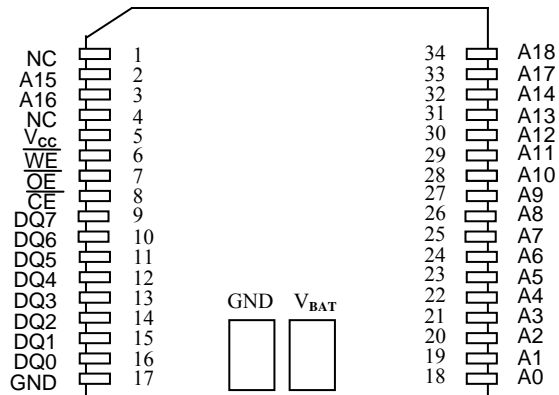 NC 1 34 A18
A15 2 33 A17
A16 3 32 A14
NC 4 31 A13
VCC 5 30 A12
WE 6 29 A11
OE 7 28 A10
CE 8 27 A9
DQ7 9 26 A8
DQ6 10 25 A7
DQ5 11 24 A6
DQ4 12 23 A5
DQ3 13 22 A4
DQ2 14 21 A3
DQ1 15 20 A2
DQ0 16 19 A1
GND 17 18 A0
GND VBAT